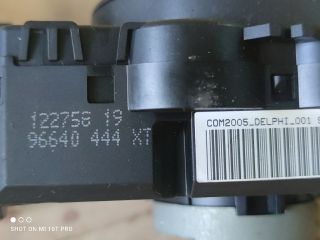 122758 19
96640 444 XT
COM2005_DELPHI_001
SHOT ON MI 10T PRO